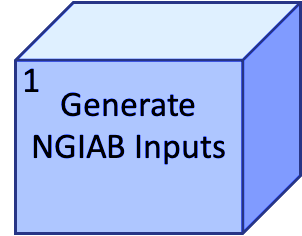 1
Generate
NGIAB Inputs